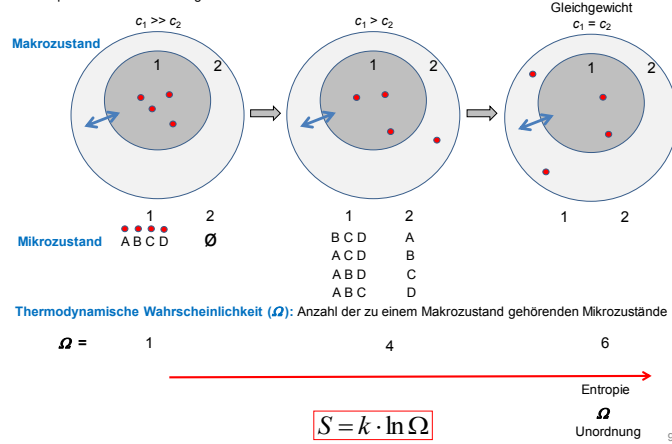 c₁ >> c₂
c₁ > c₂
Gleichgewicht
c₁ = c₂
Makrozustand
1 2
1 2
1 2
1 2
1 2
1 2
Mikrozustand
A B C D Ø
B C D A
A C D B
A B D C
A B C D
Thermodynamische Wahrscheinlichkeit (Ω): Anzahl der zu einem Makrozustand gehörenden Mikrozustände
Ω = 1 4 6
Entropie
Ω
Unordnung
S = k · ln Ω